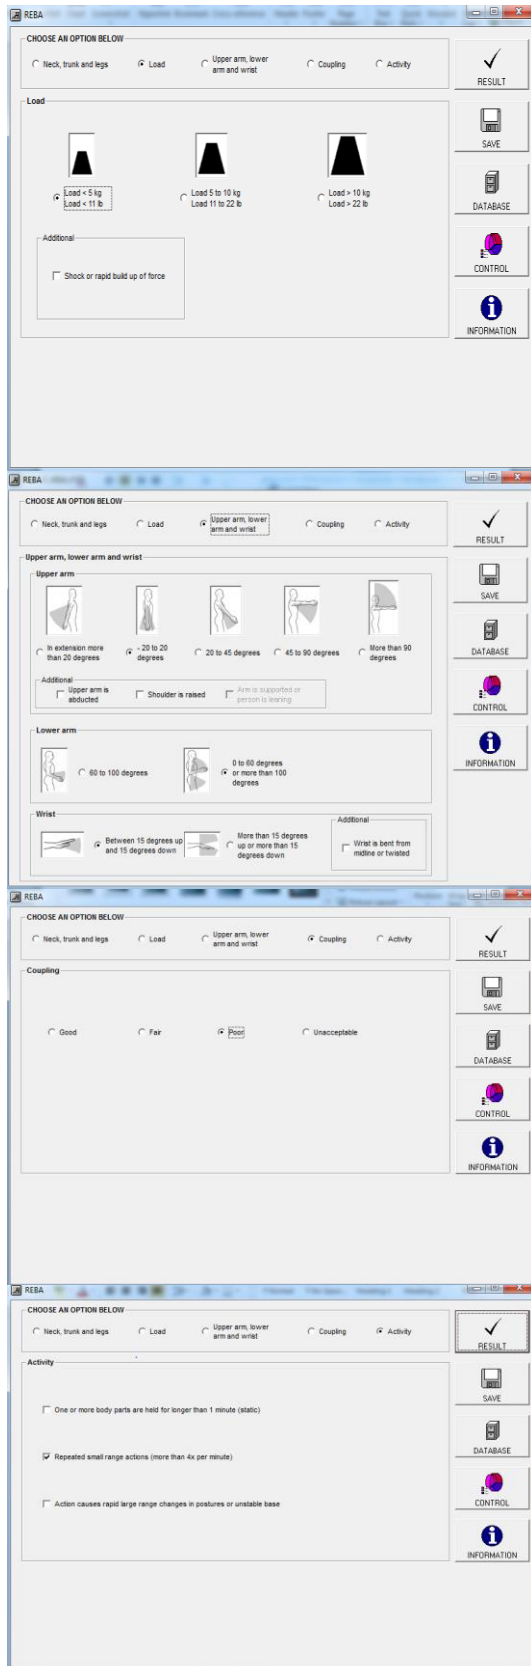 REBA
CHOOSE AN OPTION BELOW
Neck, trunk and legs
Load
Upper arm, lower
arm and wrist
Coupling
Activity
RESULT
Load
Load < 5 kg
Load < 11 lb
Load 5 to 10 kg
Load 11 to 22 lb
Load > 10 kg
Load > 22 lb
Additional
Shock or rapid build up of force
SAVE
DATABASE
CONTROL
INFORMATION
REBA
CHOOSE AN OPTION BELOW
Neck, trunk and legs
Load
Upper arm, lower
arm and wrist
Coupling
Activity
RESULT
Upper arm, lower arm and wrist
Upper arm
In extension more
than 20 degrees
- 20 to 20
degrees
20 to 45 degrees
45 to 90 degrees
More than 90
degrees
Additional
Upper arm is
abducted
Shoulder is raised
Arm is supported or
person is leaning
Lower arm
60 to 100 degrees
0 to 60 degrees
or more than 100
degrees
Wrist
Between 15 degrees up
and 15 degrees down
More than 15 degrees
up or more than 15
degrees down
Additional
Wrist is bent from
midline or twisted
SAVE
DATABASE
CONTROL
INFORMATION
REBA
CHOOSE AN OPTION BELOW
Neck, trunk and legs
Load
Upper arm, lower
arm and wrist
Coupling
Activity
RESULT
Coupling
Good
Fair
Poor
Unacceptable
SAVE
DATABASE
CONTROL
INFORMATION
REBA
CHOOSE AN OPTION BELOW
Neck, trunk and legs
Load
Upper arm, lower
arm and wrist
Coupling
Activity
RESULT
Activity
One or more body parts are held for longer than 1 minute (static)
Repeated small range actions (more than 4x per minute)
Action causes rapid large range changes in postures or unstable base
SAVE
DATABASE
CONTROL
INFORMATION